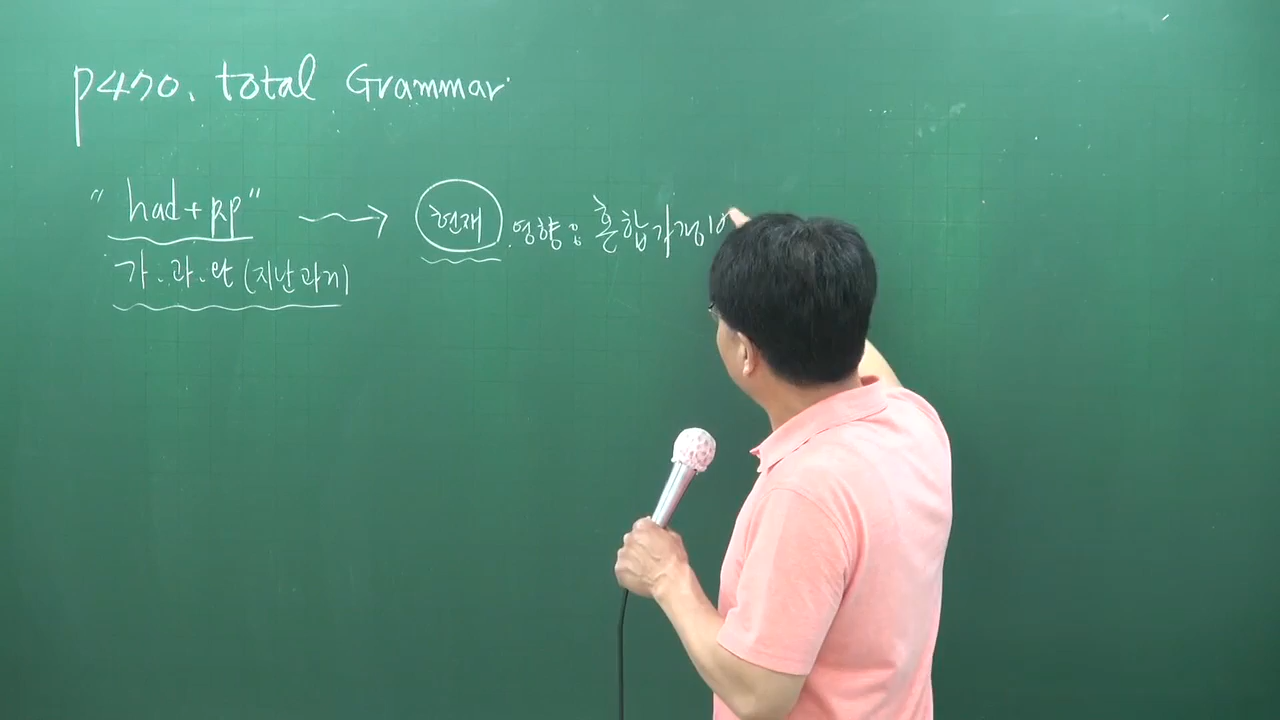 p470. total Grammar
"had+pp" → 현재 영향 : 혼합가정
가.과.완 (지난과거)